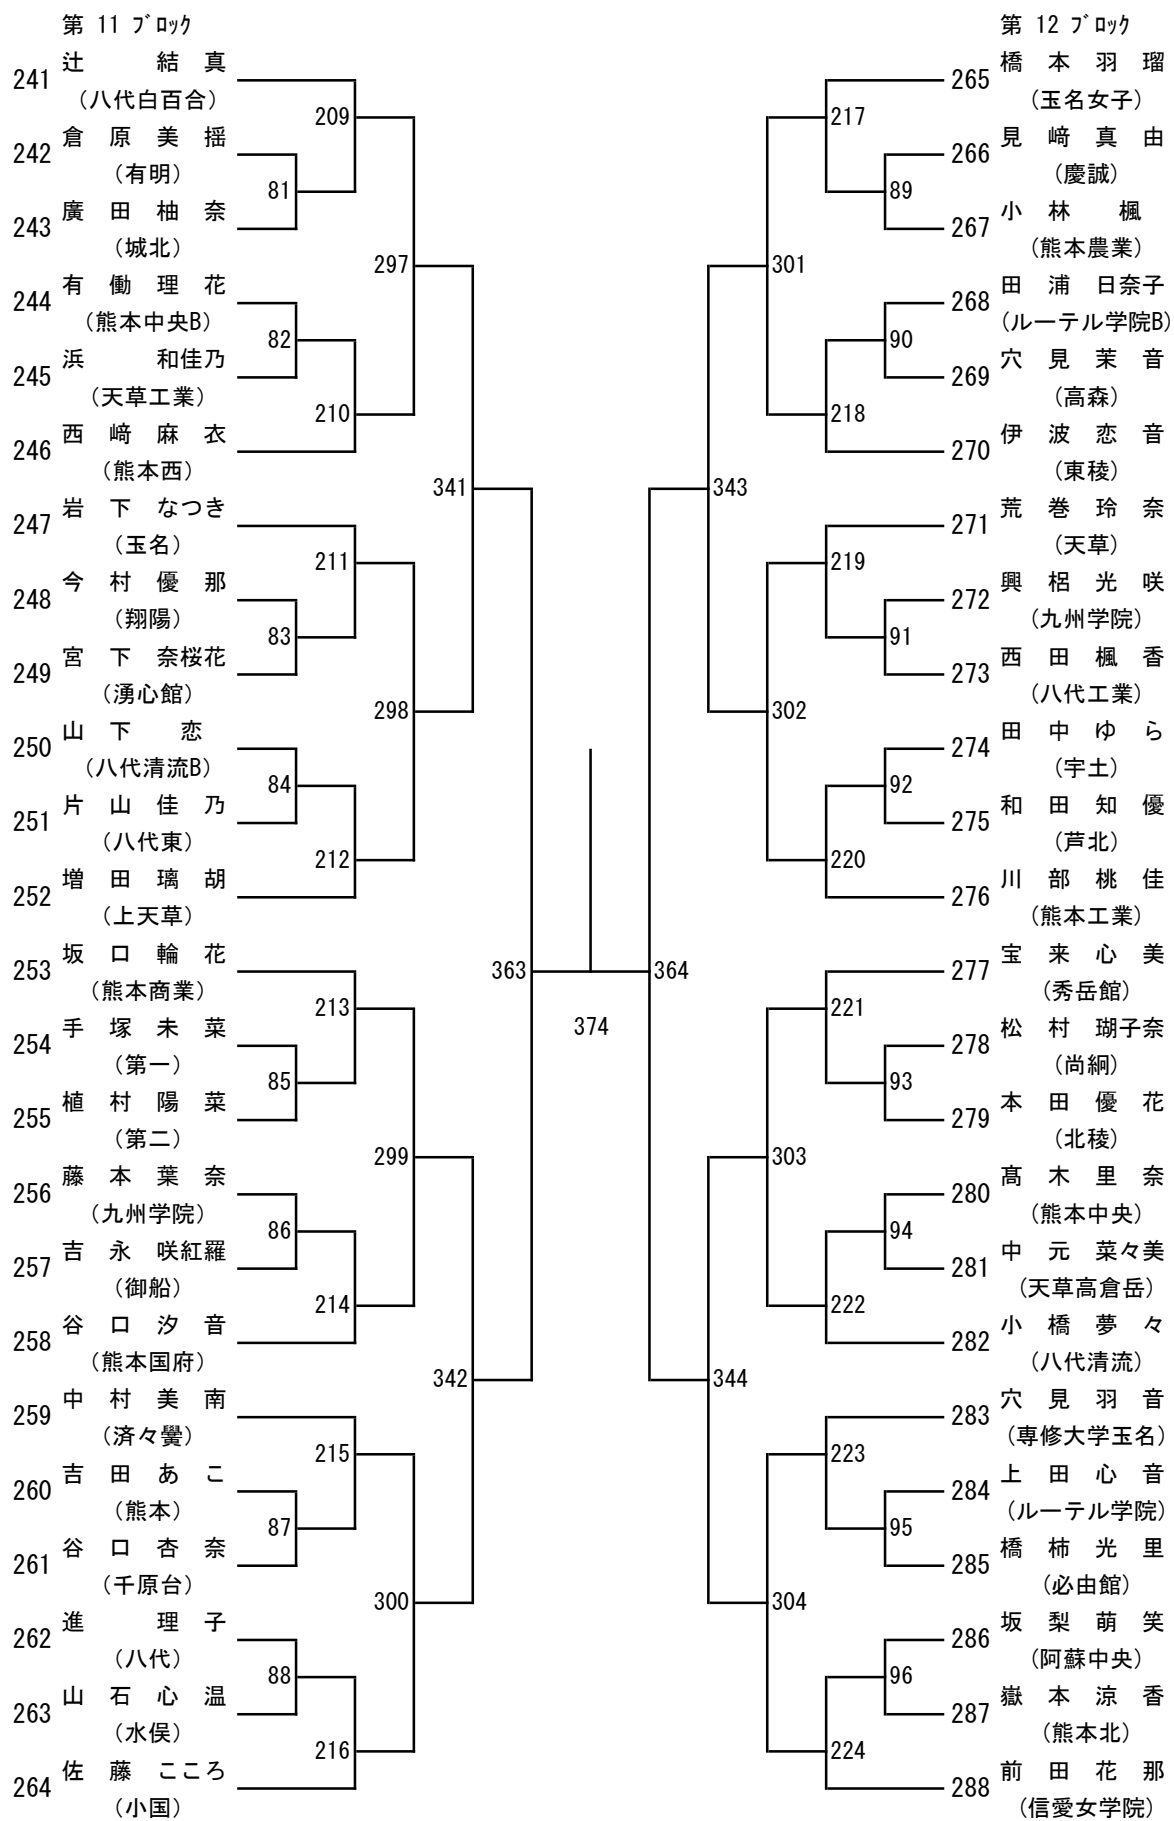 第 11 ブロック
241 辻 結 真
(八代白百合)
242 倉 原 美 揺
(有明)
243 廣 田 柚 奈
(城北)
244 有 働 理 花
(熊本中央B)
245 浜 和佳乃
(天草工業)
246 西 﨑 麻 衣
(熊本西)
247 岩 下 なつき
(玉名)
248 今 村 優 那
(翔陽)
249 宮 下 奈桜花
(湧心館)
250 山 下 恋
(八代清流B)
251 片 山 佳 乃
(八代東)
252 増 田 璃 胡
(上天草)
253 坂 口 輪 花
(熊本商業)
254 手 塚 未 菜
(第一)
255 植 村 陽 菜
(第二)
256 藤 本 葉 奈
(九州学院)
257 吉 永 咲紅羅
(御船)
258 谷 口 汐 音
(熊本国府)
259 中 村 美 南
(済々黌)
260 吉 田 あ こ
(熊本)
261 谷 口 杏 奈
(千原台)
262 進 理 子
(八代)
263 山 石 心 温
(水俣)
264 佐 藤 こころ
(小国)
209
81
297
82
210
341
211
83
298
84
212
363
213
85
299
86
214
342
215
87
300
88
216
374
第 12 ブロック
265 橋 本 羽 瑠
(玉名女子)
266 見 﨑 真 由
(慶誠)
267 小 林 楓
(熊本農業)
268 田 浦 日奈子
(ルーテル学院B)
269 穴 見 茉 音
(高森)
270 伊 波 恋 音
(東稜)
271 荒 巻 玲 奈
(天草)
272 興 梠 光 咲
(九州学院)
273 西 田 楓 香
(八代工業)
274 田 中 ゆ ら
(宇土)
275 和 田 知 優
(芦北)
276 川 部 桃 佳
(熊本工業)
277 宝 来 心 美
(秀岳館)
278 松 村 瑚子奈
(尚絅)
279 本 田 優 花
(北稜)
280 髙 木 里 奈
(熊本中央)
281 中 元 菜々美
(天草高倉岳)
282 小 橋 夢 々
(八代清流)
283 穴 見 羽 音
(専修大学玉名)
284 上 田 心 音
(ルーテル学院)
285 橋 柿 光 里
(必由館)
286 坂 梨 萌 笑
(阿蘇中央)
287 嶽 本 涼 香
(熊本北)
288 前 田 花 那
(信愛女学院)
217
89
301
90
218
343
219
91
302
92
220
364
221
93
303
94
222
344
223
95
304
96
224